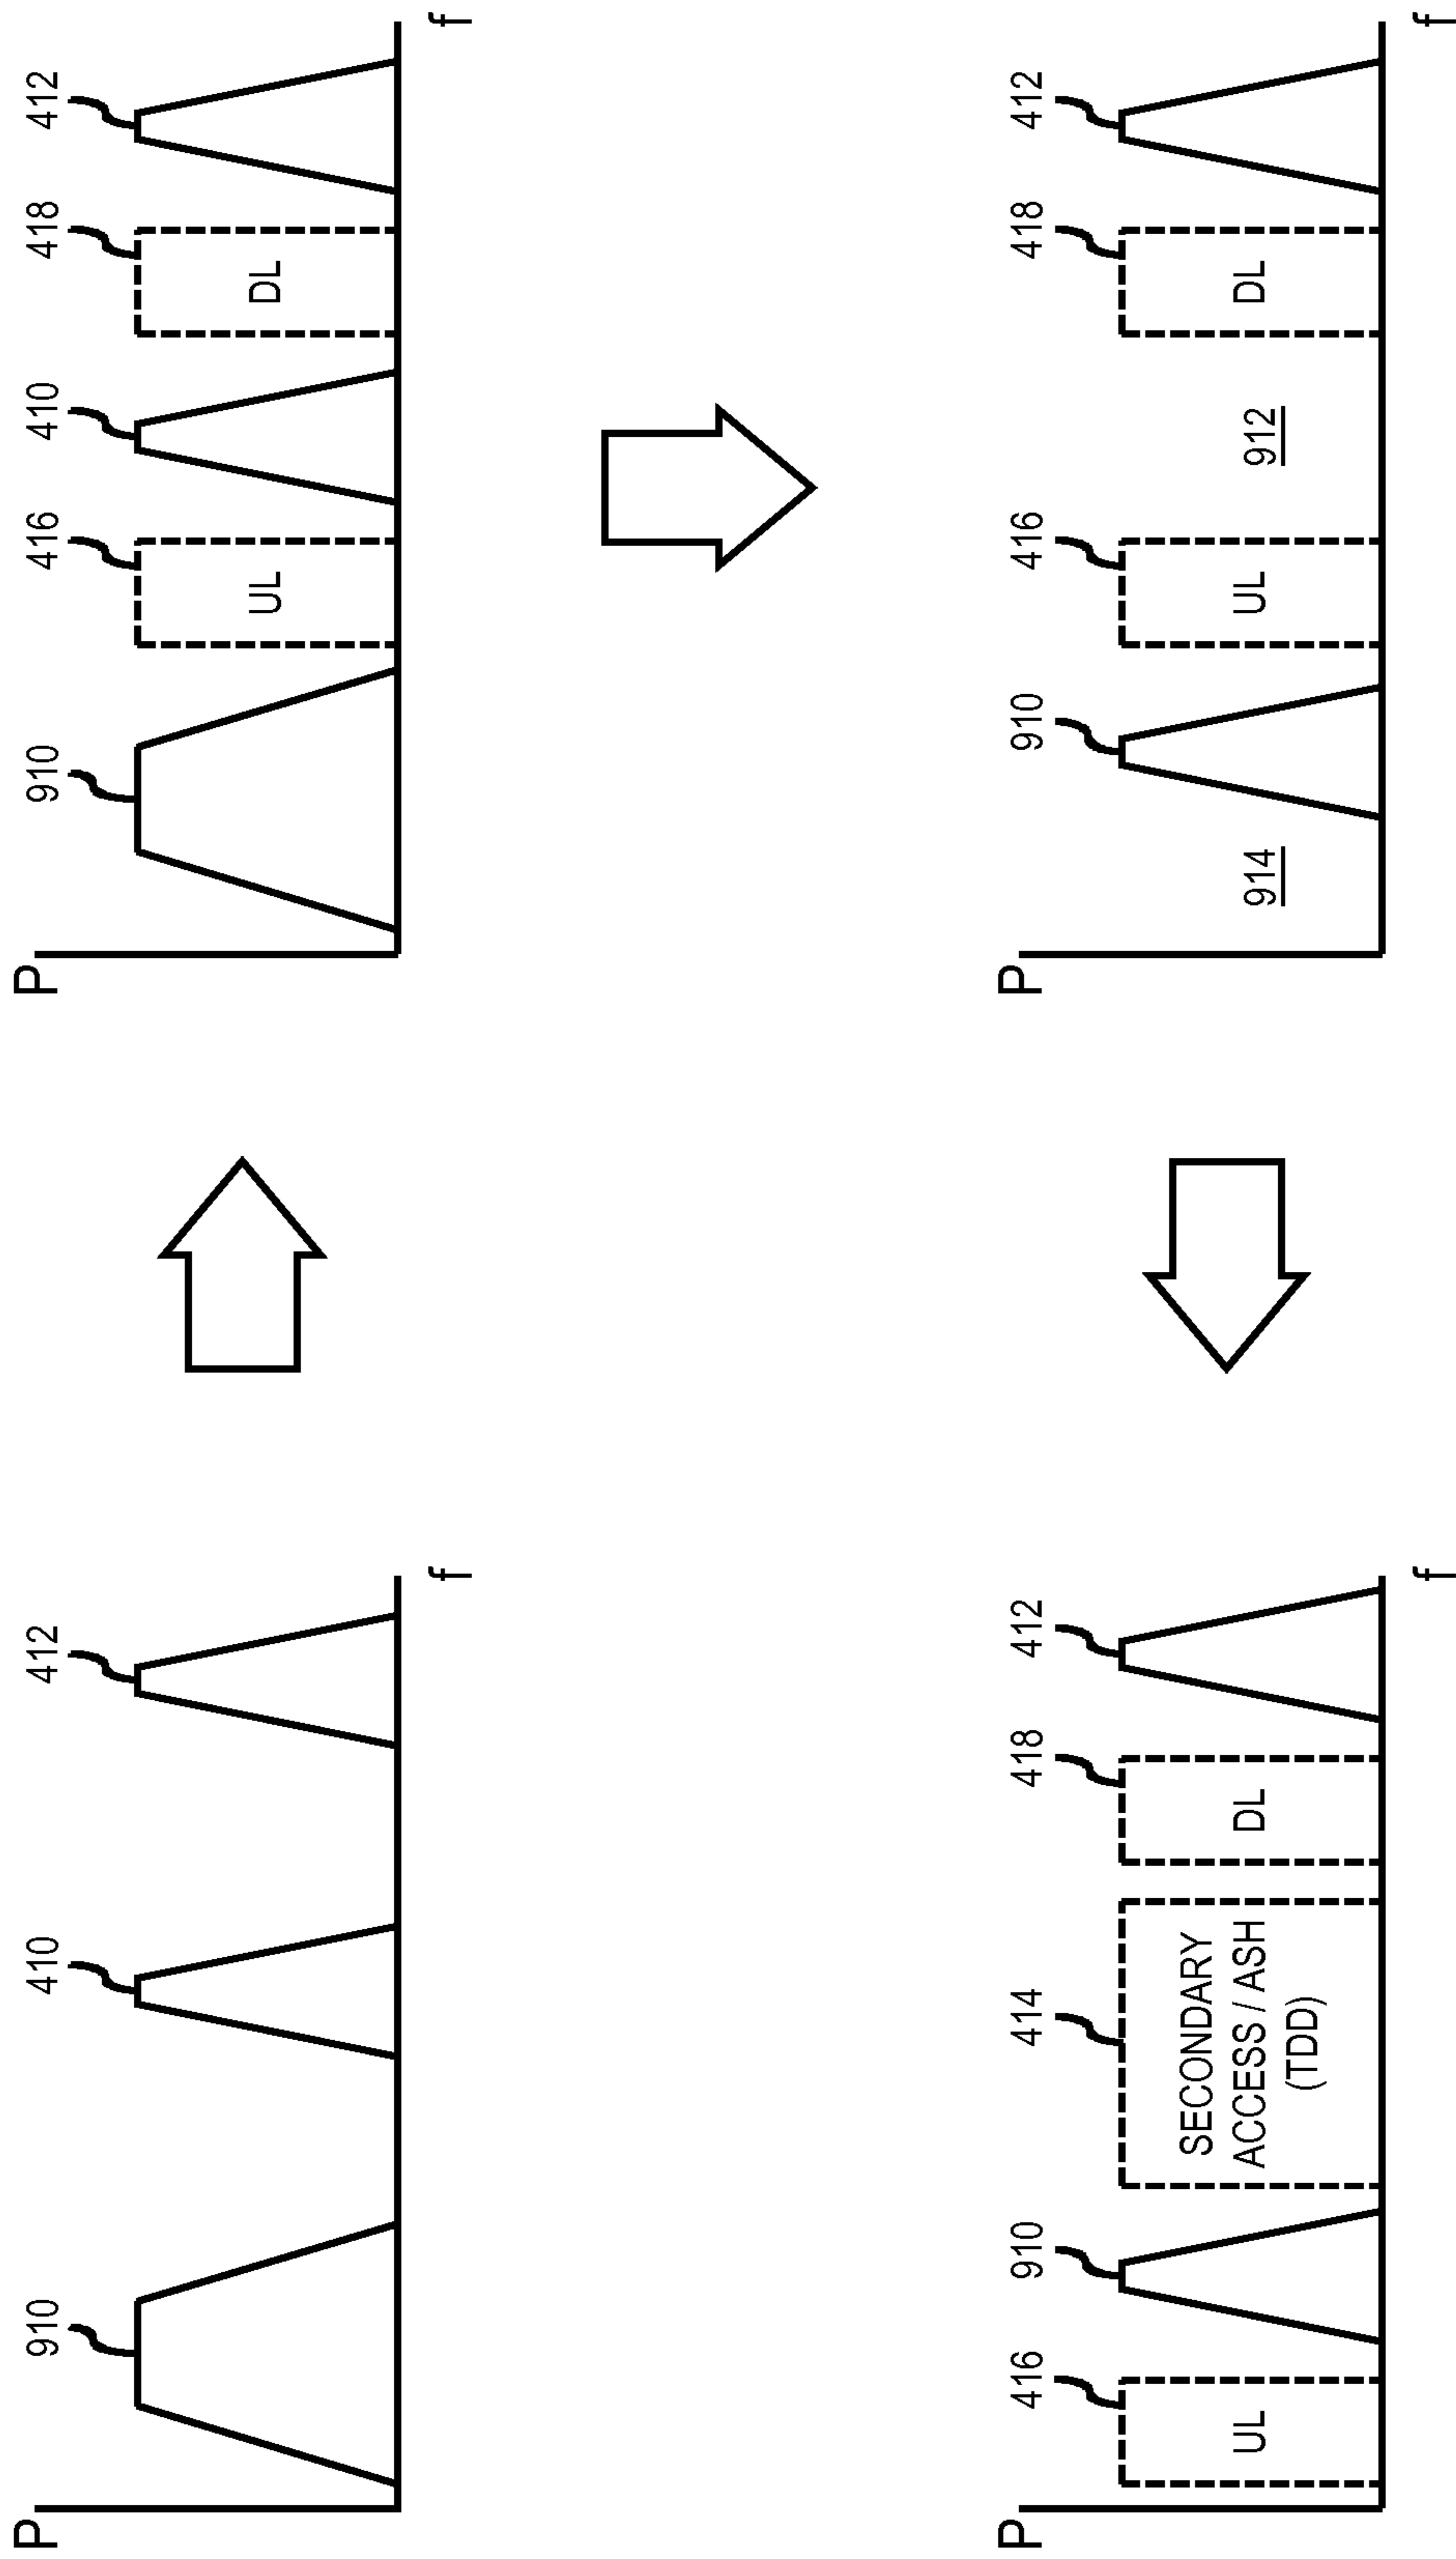 P
910
410
412
f
P
910
416
UL
410
418
DL
412
f
P
416
UL
910
414
SECONDARY
ACCESS / ASH
(TDD)
418
DL
412
f
P
914
910
416
UL
912
418
DL
412
f